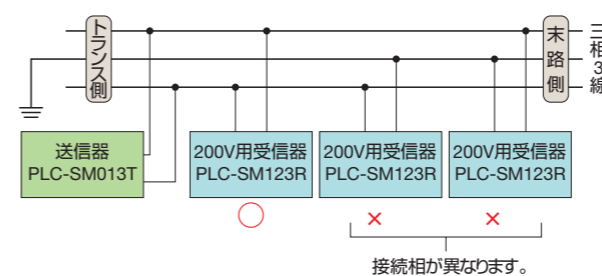 トランス側
末路側
三相3線
送信器
PLC-SM013T
200V用受信器
PLC-SM123R
200V用受信器
PLC-SM123R
200V用受信器
PLC-SM123R
○
×
×
接続相が異なります。